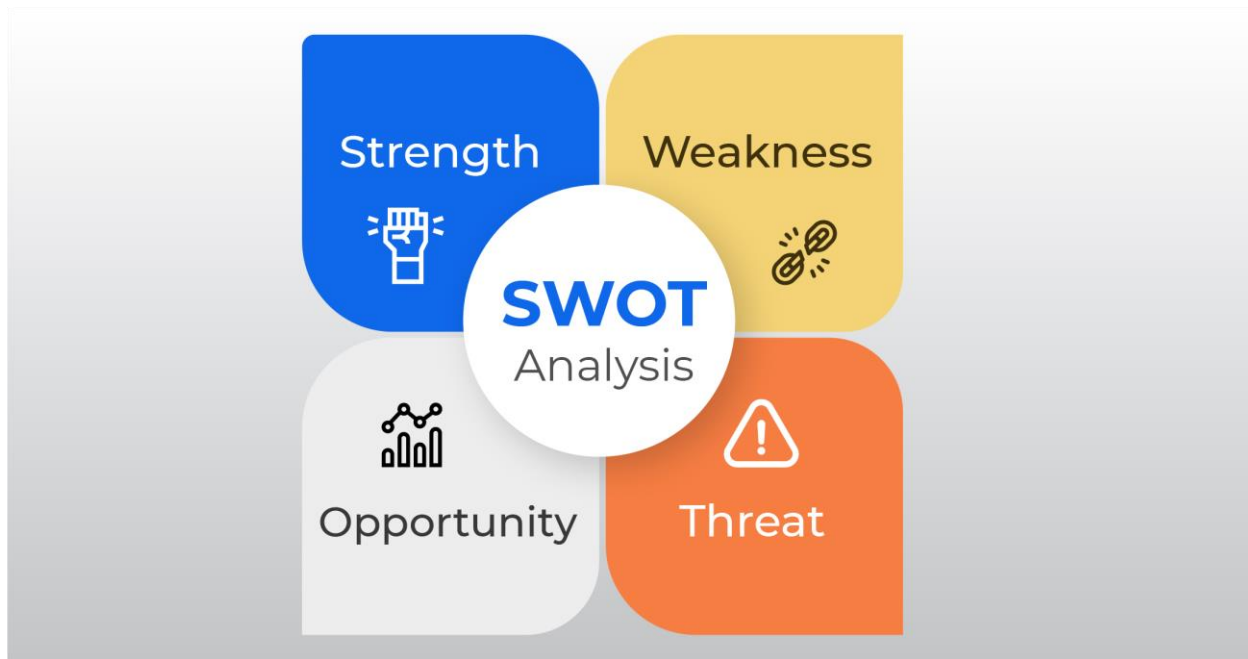 Strength
Weakness
SWOT
Analysis
Opportunity
Threat